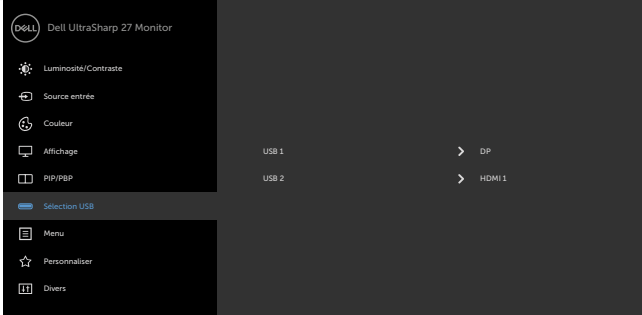 DELL
Dell UltraSharp 27 Monitor
Luminosité/Contraste
Source entrée
Couleur
Affichage
USB 1 DP
PIP/PBP
USB 2 HDMI 1
Sélection USB
Menu
Personnaliser
Divers